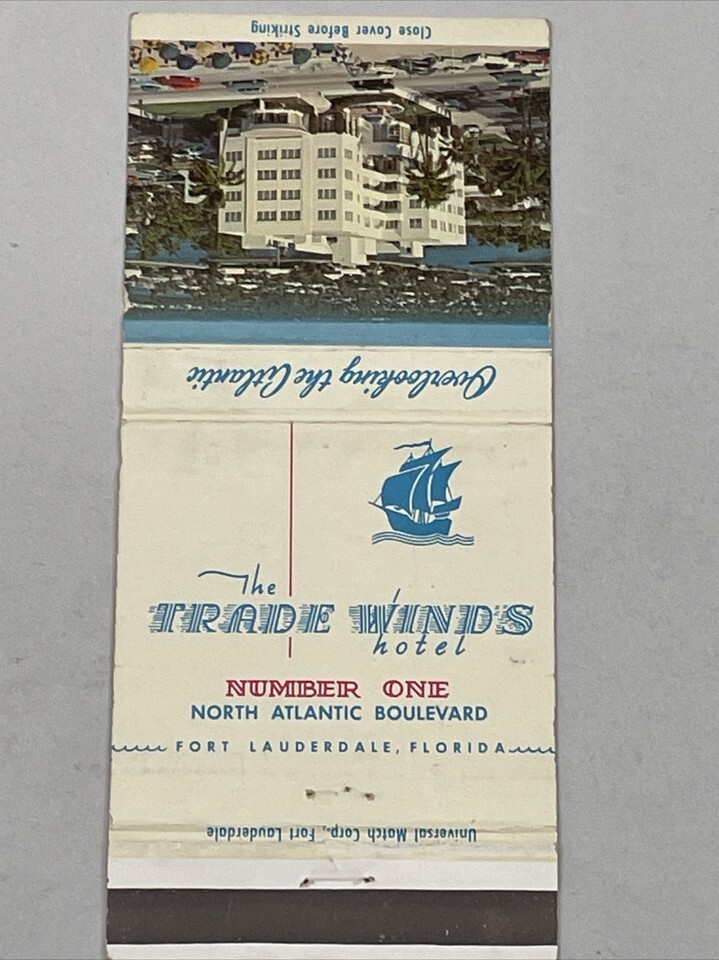 Close Cover Before Striking
Overlooking the Atlantic
The
TRADE WINDS
hotel
NUMBER ONE
NORTH ATLANTIC BOULEVARD
FORT LAUDERDALE, FLORIDA
Universal Match Corp., Fort Lauderdale